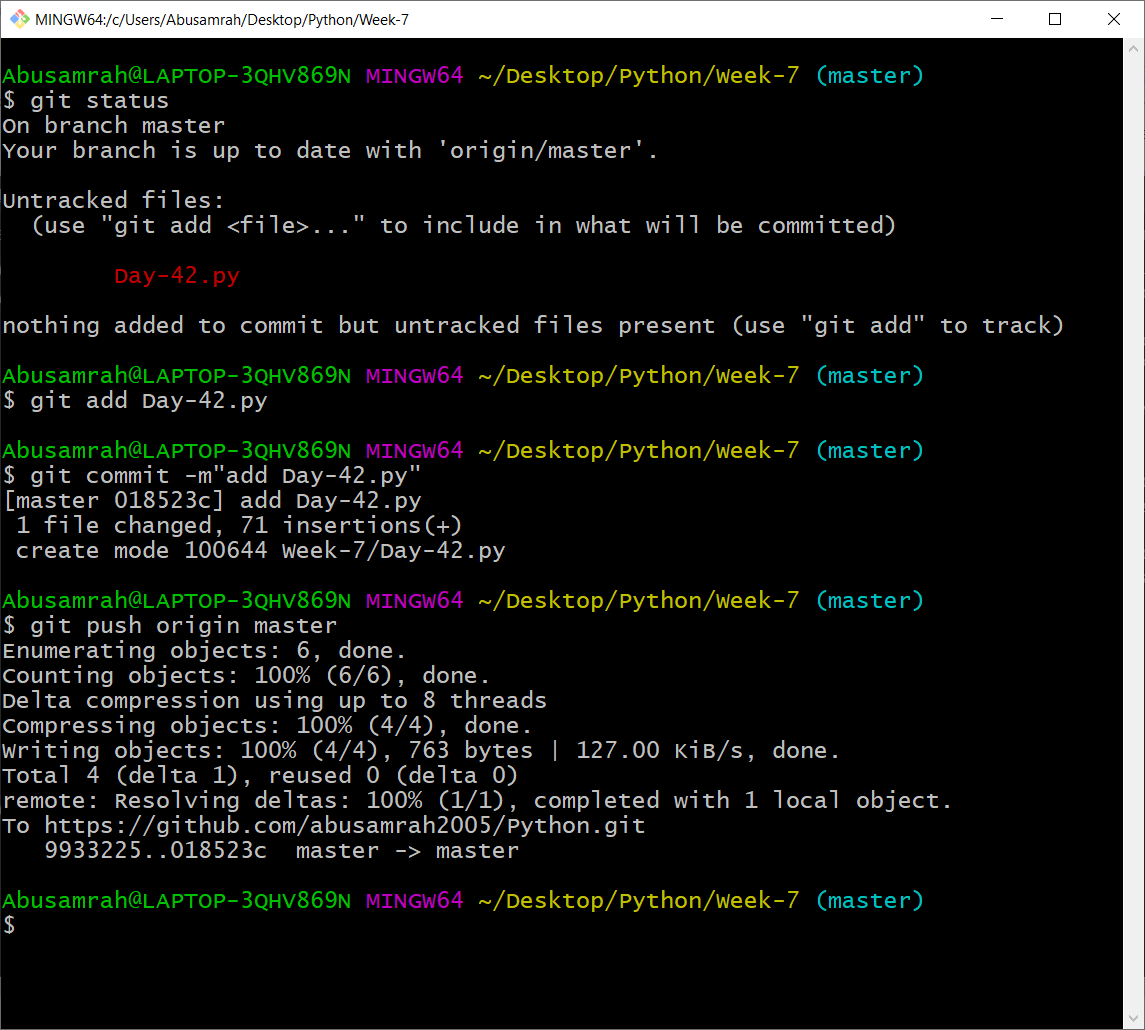 MINGW64:/c/Users/Abusamrah/Desktop/Python/Week-7
Abusamrah@LAPTOP-3QHV869N MINGW64 ~/Desktop/Python/Week-7 (master)
$ git status
On branch master
Your branch is up to date with 'origin/master'.
Untracked files:
  (use "git add <file>..." to include in what will be committed)
        Day-42.py
nothing added to commit but untracked files present (use "git add" to track)
Abusamrah@LAPTOP-3QHV869N MINGW64 ~/Desktop/Python/Week-7 (master)
$ git add Day-42.py
Abusamrah@LAPTOP-3QHV869N MINGW64 ~/Desktop/Python/Week-7 (master)
$ git commit -m"add Day-42.py"
[master 018523c] add Day-42.py
 1 file changed, 71 insertions(+)
 create mode 100644 Week-7/Day-42.py
Abusamrah@LAPTOP-3QHV869N MINGW64 ~/Desktop/Python/Week-7 (master)
$ git push origin master
Enumerating objects: 6, done.
Counting objects: 100% (6/6), done.
Delta compression using up to 8 threads
Compressing objects: 100% (4/4), done.
Writing objects: 100% (4/4), 763 bytes | 127.00 KiB/s, done.
Total 4 (delta 1), reused 0 (delta 0)
remote: Resolving deltas: 100% (1/1), completed with 1 local object.
To https://github.com/abusamrah2005/Python.git
   9933225..018523c  master -> master
Abusamrah@LAPTOP-3QHV869N MINGW64 ~/Desktop/Python/Week-7 (master)
$